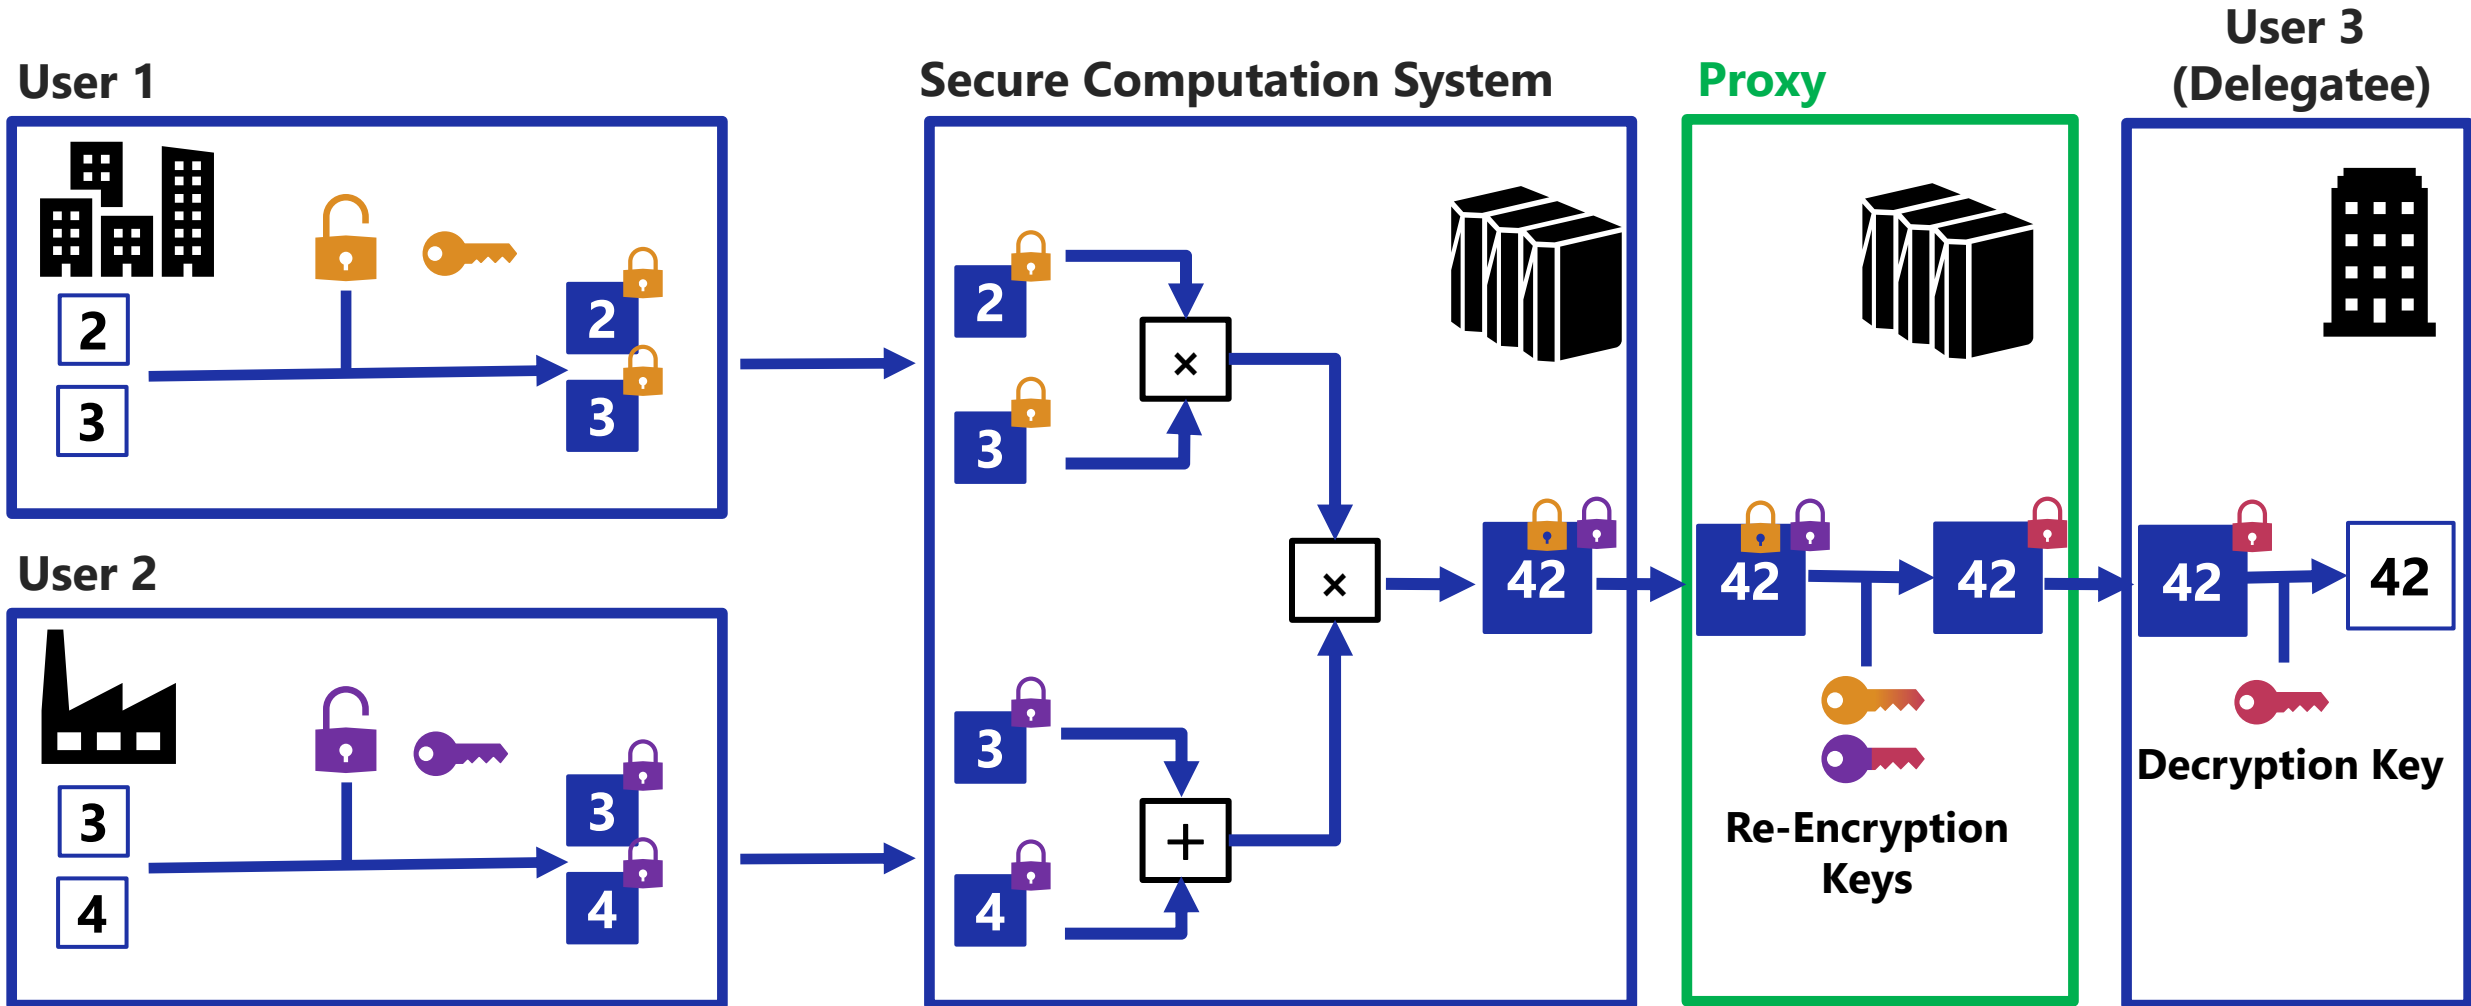 User 1
2
3
2
3
User 2
3
4
3
4
Secure Computation System
2
3
×
×
3
4
+
42
Proxy
42
42
Re-Encryption
Keys
User 3
(Delegatee)
42
42
Decryption Key